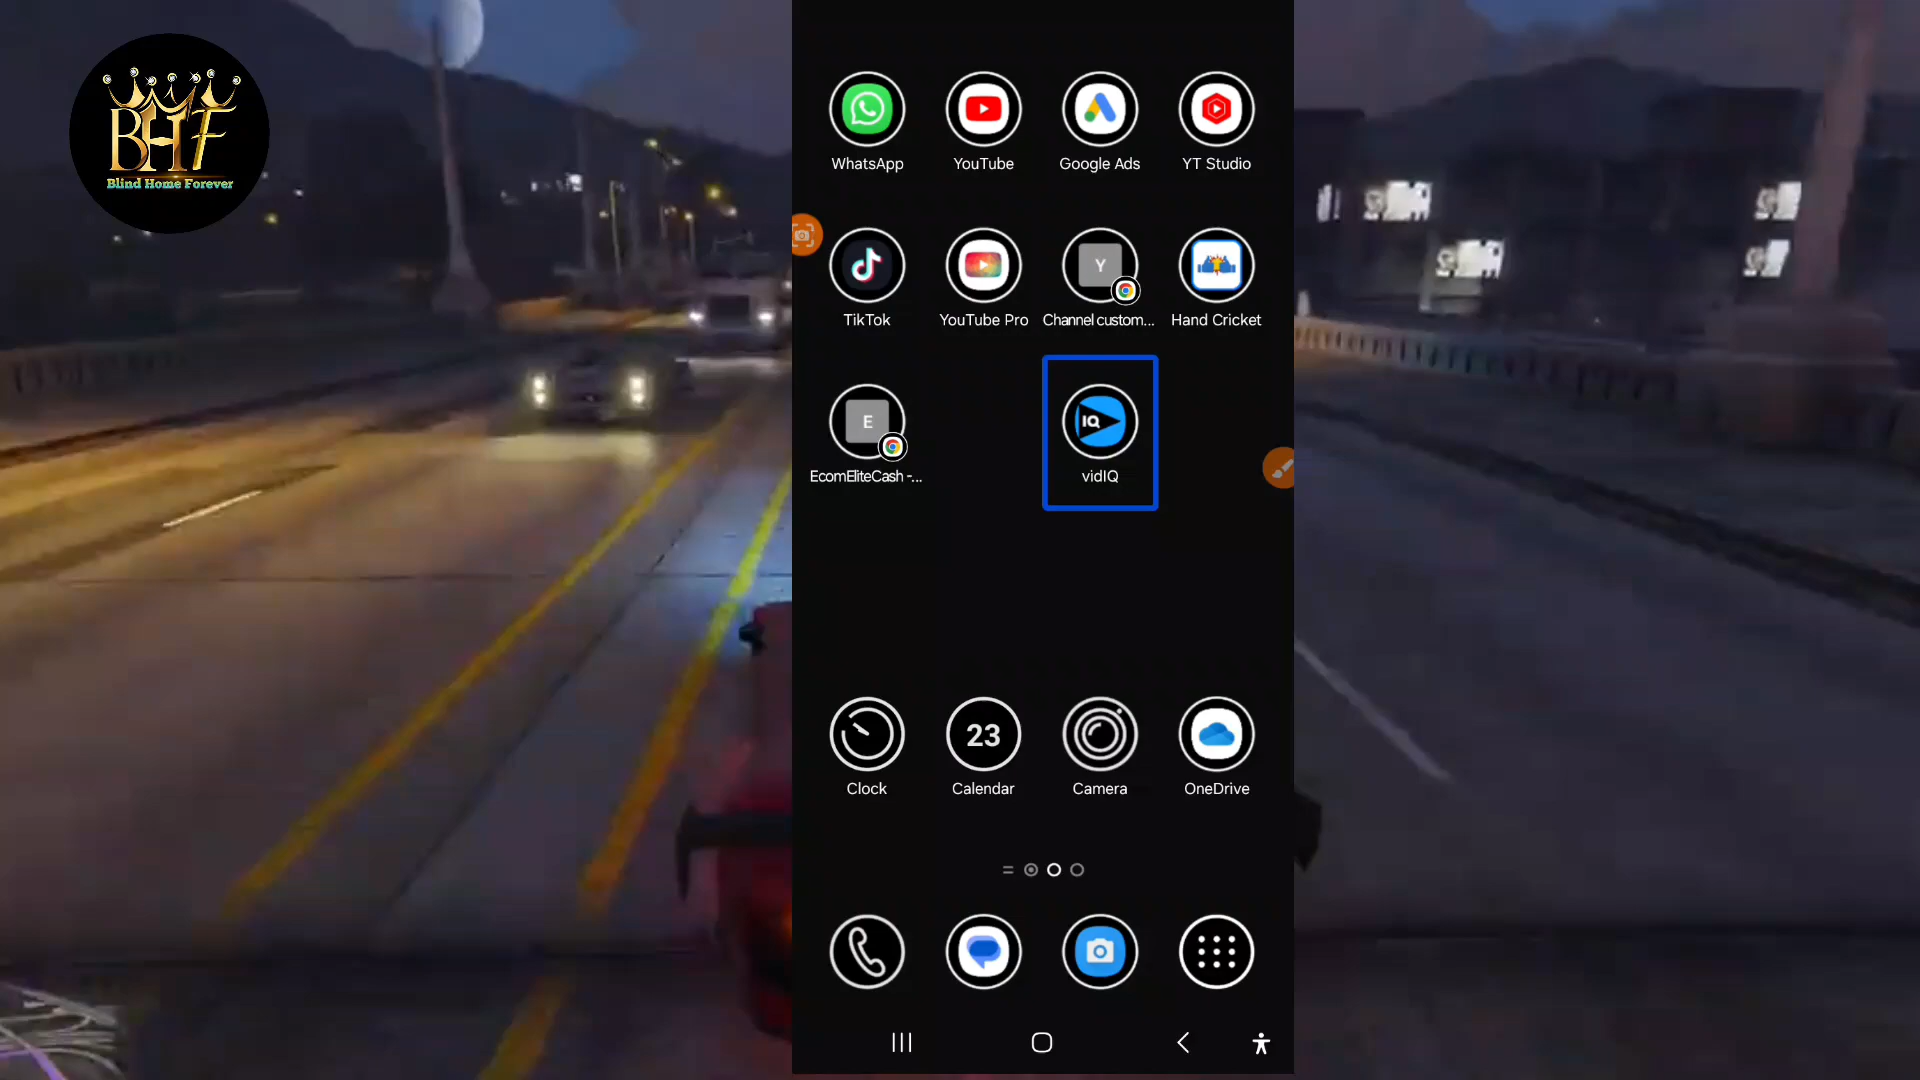 BHF
Blind Home Forever
WhatsApp
YouTube
Google Ads
YT Studio
TikTok
YouTube Pro
Y
Channel custom...
Hand Cricket
E
EcomEliteCash -...
IQ
vidIQ
Clock
23
Calendar
Camera
OneDrive